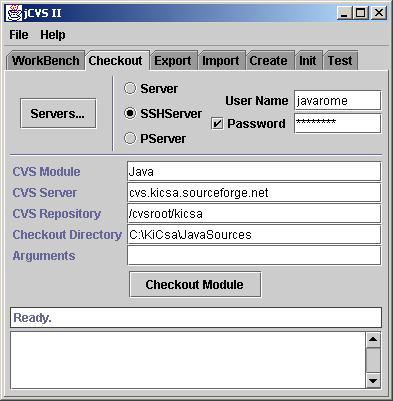 jCVS II
File Help
WorkBench Checkout Export Import Create Init Test
Servers...
Server
SSHServer
PServer
User Name javarome
Password ********
CVS Module Java
CVS Server cvs.kicsa.sourceforge.net
CVS Repository /cvsroot/kicsa
Checkout Directory C:\KiCsa\JavaSources
Arguments
Checkout Module
Ready.